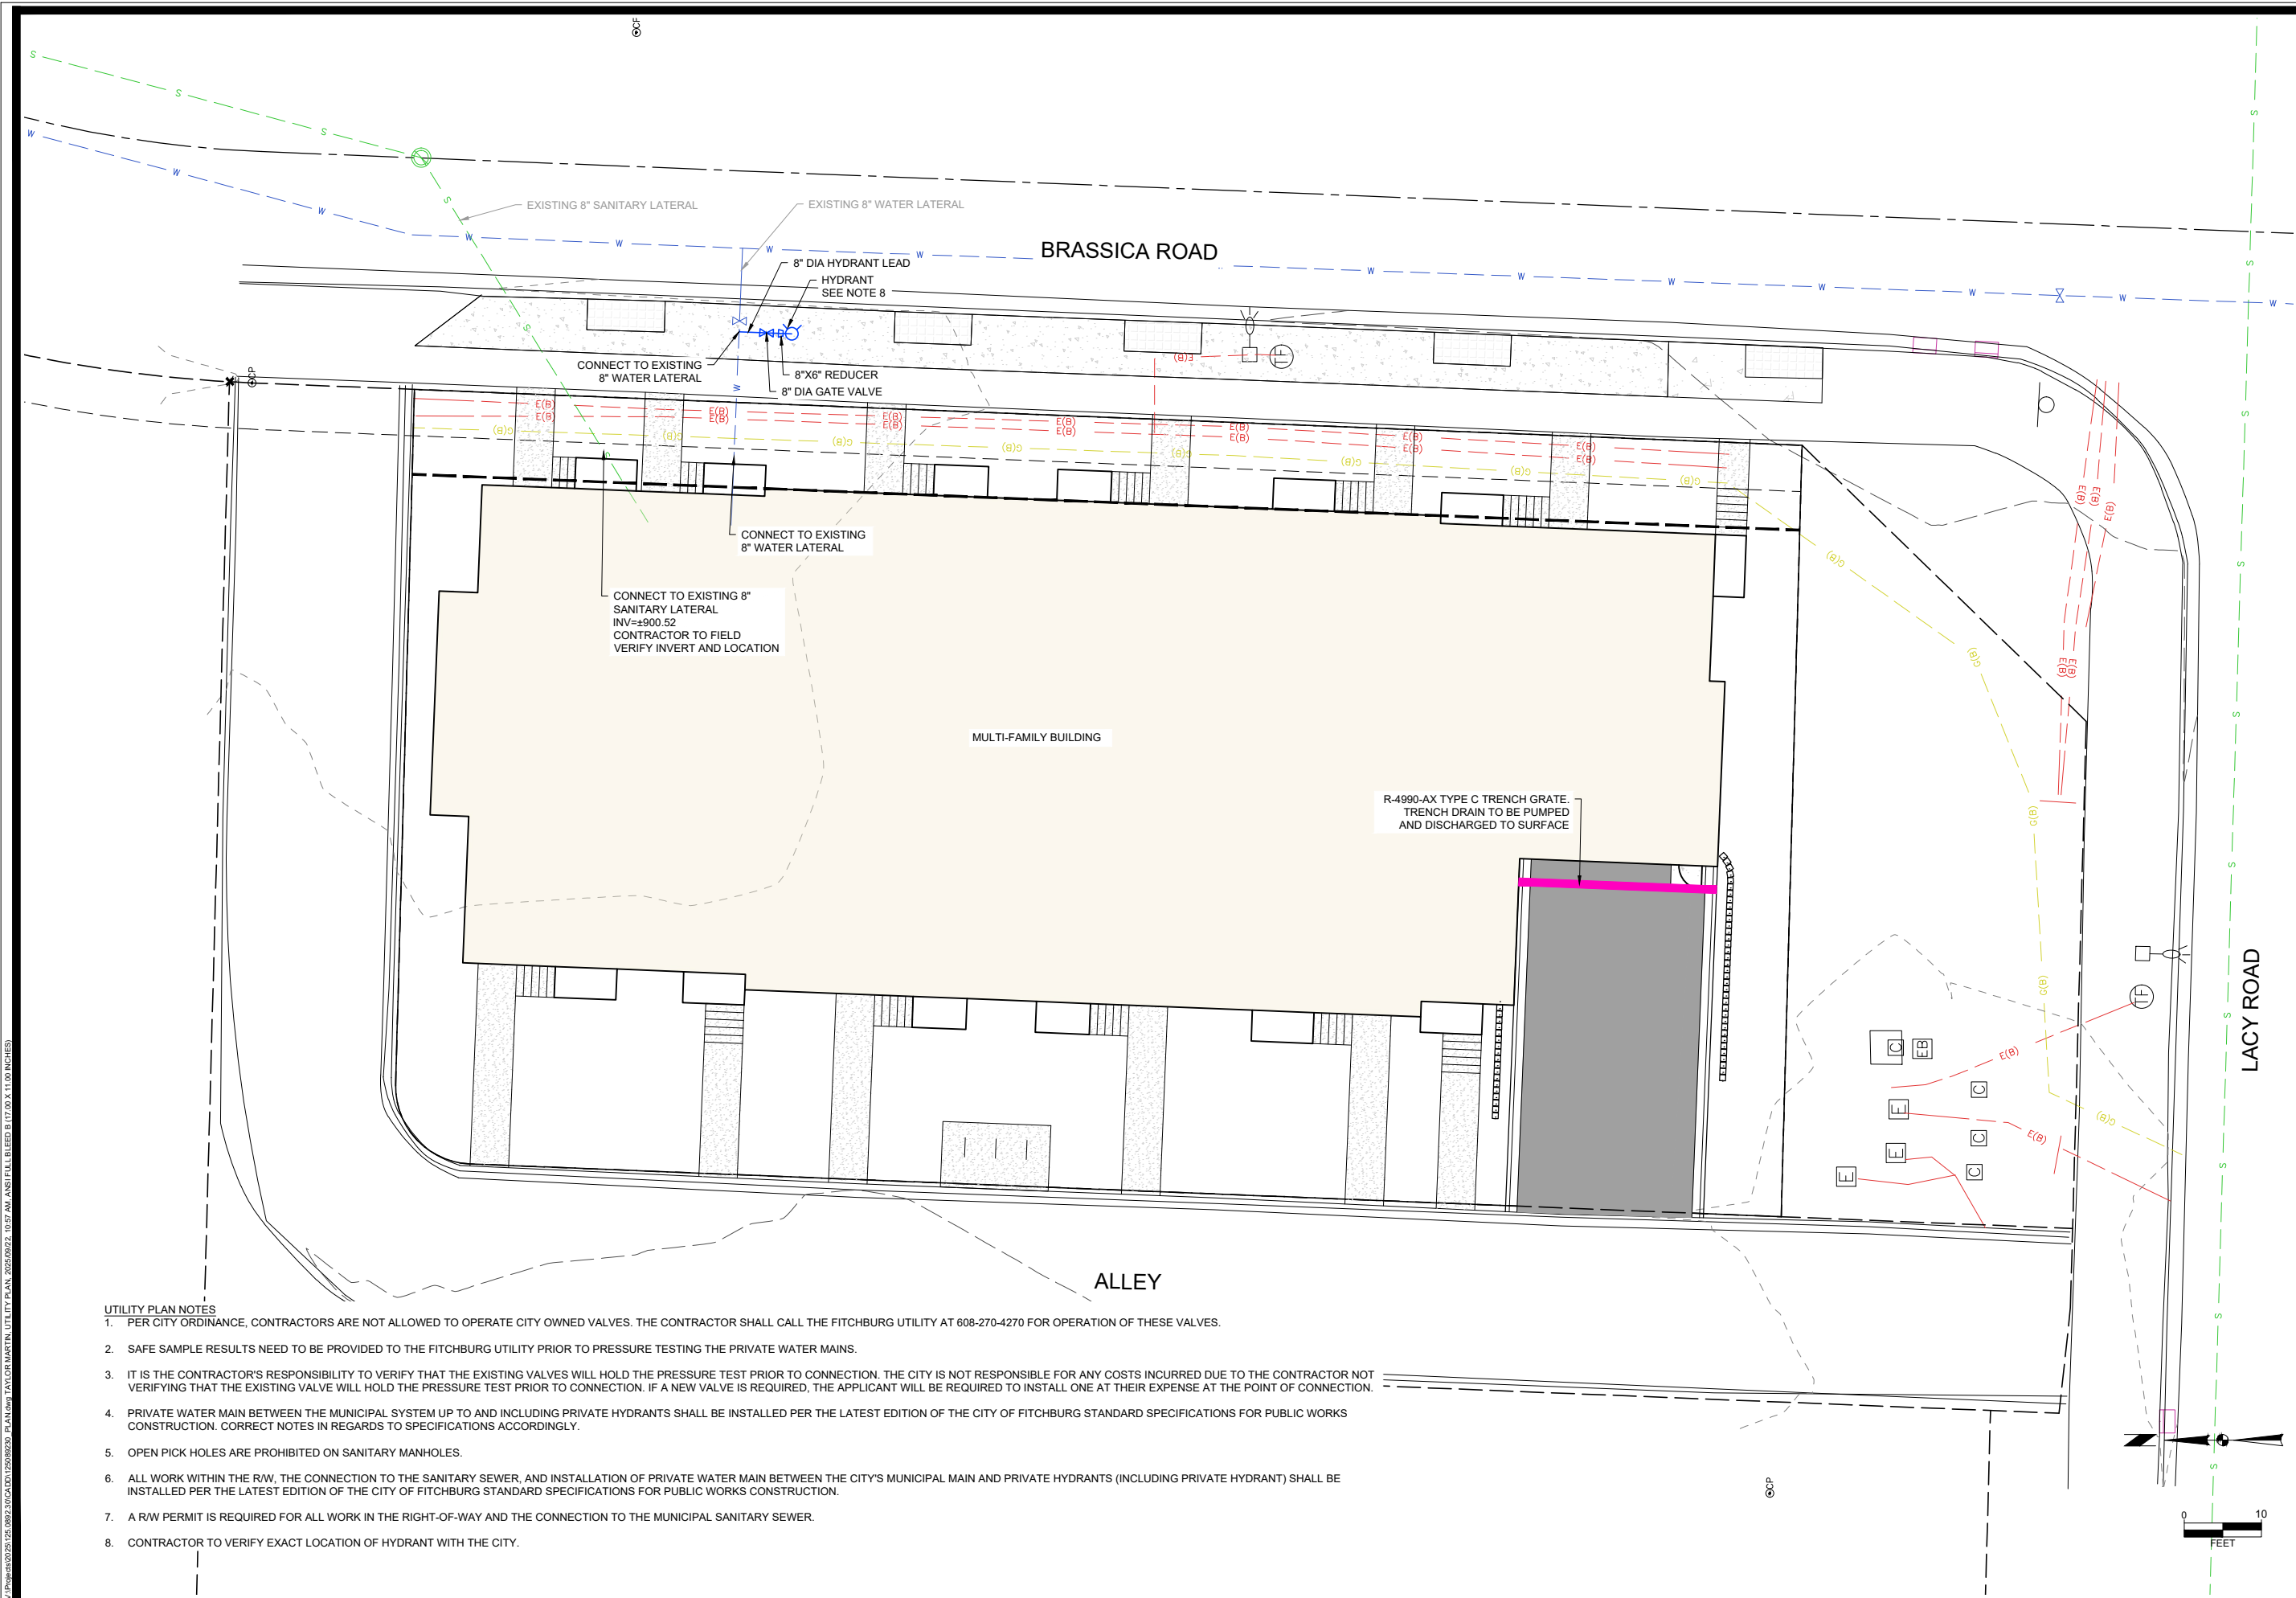 EXISTING 8" SANITARY LATERAL
EXISTING 8" WATER LATERAL
BRASSICA ROAD
8" DIA HYDRANT LEAD
HYDRANT
SEE NOTE 8
CONNECT TO EXISTING
8" WATER LATERAL
8"X6" REDUCER
8" DIA GATE VALVE
CONNECT TO EXISTING
8" WATER LATERAL
CONNECT TO EXISTING 8"
SANITARY LATERAL
INV=±900.52
CONTRACTOR TO FIELD
VERIFY INVERT AND LOCATION
MULTI-FAMILY BUILDING
R-4990-AX TYPE C TRENCH GRATE.
TRENCH DRAIN TO BE PUMPED
AND DISCHARGED TO SURFACE
LACY ROAD
ALLEY
UTILITY PLAN NOTES
1. PER CITY ORDINANCE, CONTRACTORS ARE NOT ALLOWED TO OPERATE CITY OWNED VALVES. THE CONTRACTOR SHALL CALL THE FITCHBURG UTILITY AT 608-270-4270 FOR OPERATION OF THESE VALVES.
2. SAFE SAMPLE RESULTS NEED TO BE PROVIDED TO THE FITCHBURG UTILITY PRIOR TO PRESSURE TESTING THE PRIVATE WATER MAINS.
3. IT IS THE CONTRACTOR'S RESPONSIBILITY TO VERIFY THAT THE EXISTING VALVES WILL HOLD THE PRESSURE TEST PRIOR TO CONNECTION. THE CITY IS NOT RESPONSIBLE FOR ANY COSTS INCURRED DUE TO THE CONTRACTOR NOT
VERIFYING THAT THE EXISTING VALVE WILL HOLD THE PRESSURE TEST PRIOR TO CONNECTION. IF A NEW VALVE IS REQUIRED, THE APPLICANT WILL BE REQUIRED TO INSTALL ONE AT THEIR EXPENSE AT THE POINT OF CONNECTION.
4. PRIVATE WATER MAIN BETWEEN THE MUNICIPAL SYSTEM UP TO AND INCLUDING PRIVATE HYDRANTS SHALL BE INSTALLED PER THE LATEST EDITION OF THE CITY OF FITCHBURG STANDARD SPECIFICATIONS FOR PUBLIC WORKS
CONSTRUCTION. CORRECT NOTES IN REGARDS TO SPECIFICATIONS ACCORDINGLY.
5. OPEN PICK HOLES ARE PROHIBITED ON SANITARY MANHOLES.
6. ALL WORK WITHIN THE R/W, THE CONNECTION TO THE SANITARY SEWER, AND INSTALLATION OF PRIVATE WATER MAIN BETWEEN THE CITY'S MUNICIPAL MAIN AND PRIVATE HYDRANTS (INCLUDING PRIVATE HYDRANT) SHALL BE
INSTALLED PER THE LATEST EDITION OF THE CITY OF FITCHBURG STANDARD SPECIFICATIONS FOR PUBLIC WORKS CONSTRUCTION.
7. A R/W PERMIT IS REQUIRED FOR ALL WORK IN THE RIGHT-OF-WAY AND THE CONNECTION TO THE MUNICIPAL SANITARY SEWER.
8. CONTRACTOR TO VERIFY EXACT LOCATION OF HYDRANT WITH THE CITY.
0 10
FEET